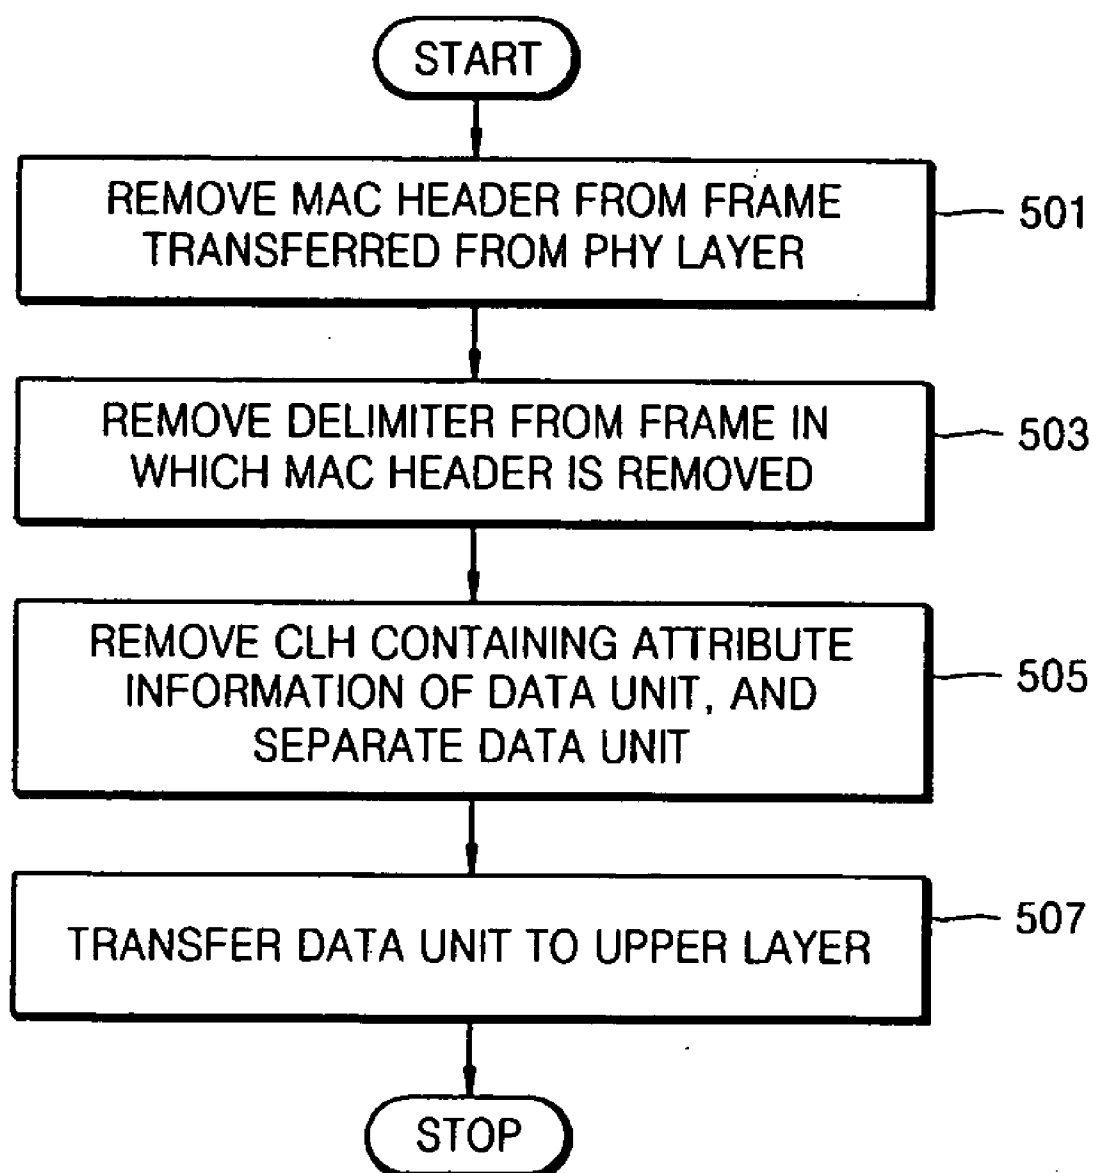 START
REMOVE MAC HEADER FROM FRAME
TRANSFERRED FROM PHY LAYER
501
REMOVE DELIMITER FROM FRAME IN
WHICH MAC HEADER IS REMOVED
503
REMOVE CLH CONTAINING ATTRIBUTE
INFORMATION OF DATA UNIT, AND
SEPARATE DATA UNIT
505
TRANSFER DATA UNIT TO UPPER LAYER
507
STOP